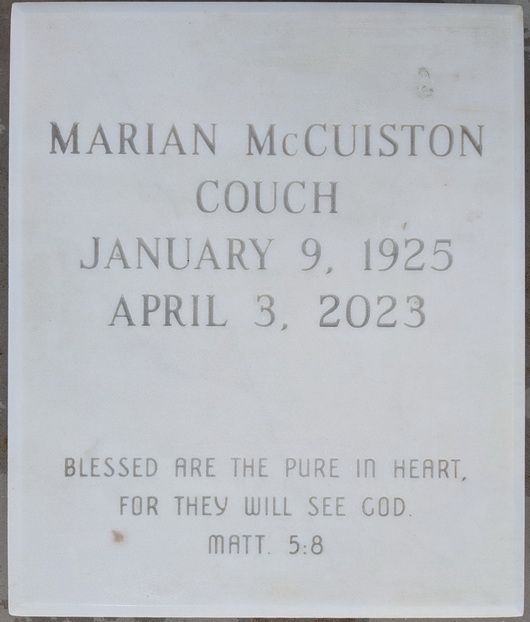 MARIAN McCUISTON
COUCH
JANUARY 9, 1925
APRIL 3, 2023
BLESSED ARE THE PURE IN HEART,
FOR THEY WILL SEE GOD.
MATT. 5:8